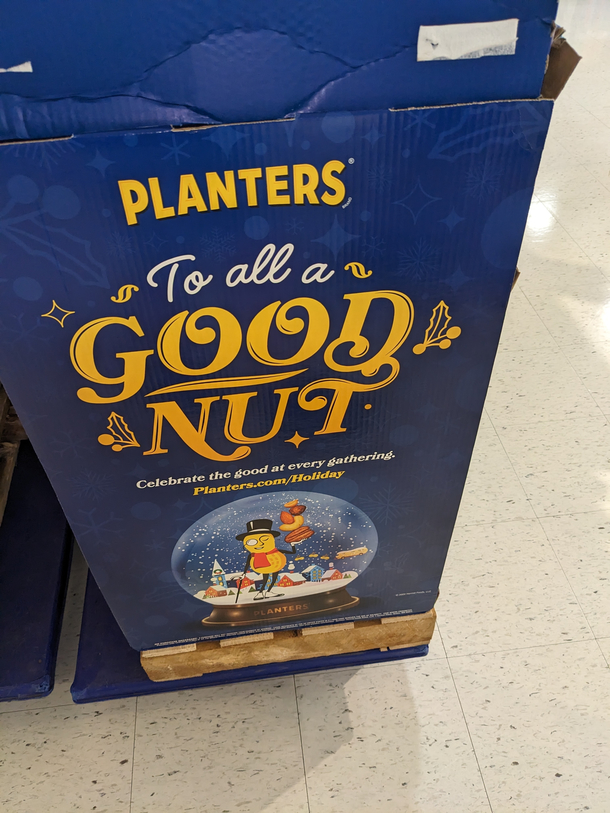 PLANTERS®
To all a
GOOD
NUT.
Celebrate the good at every gathering.
Planters.com/Holiday
PLANTERS